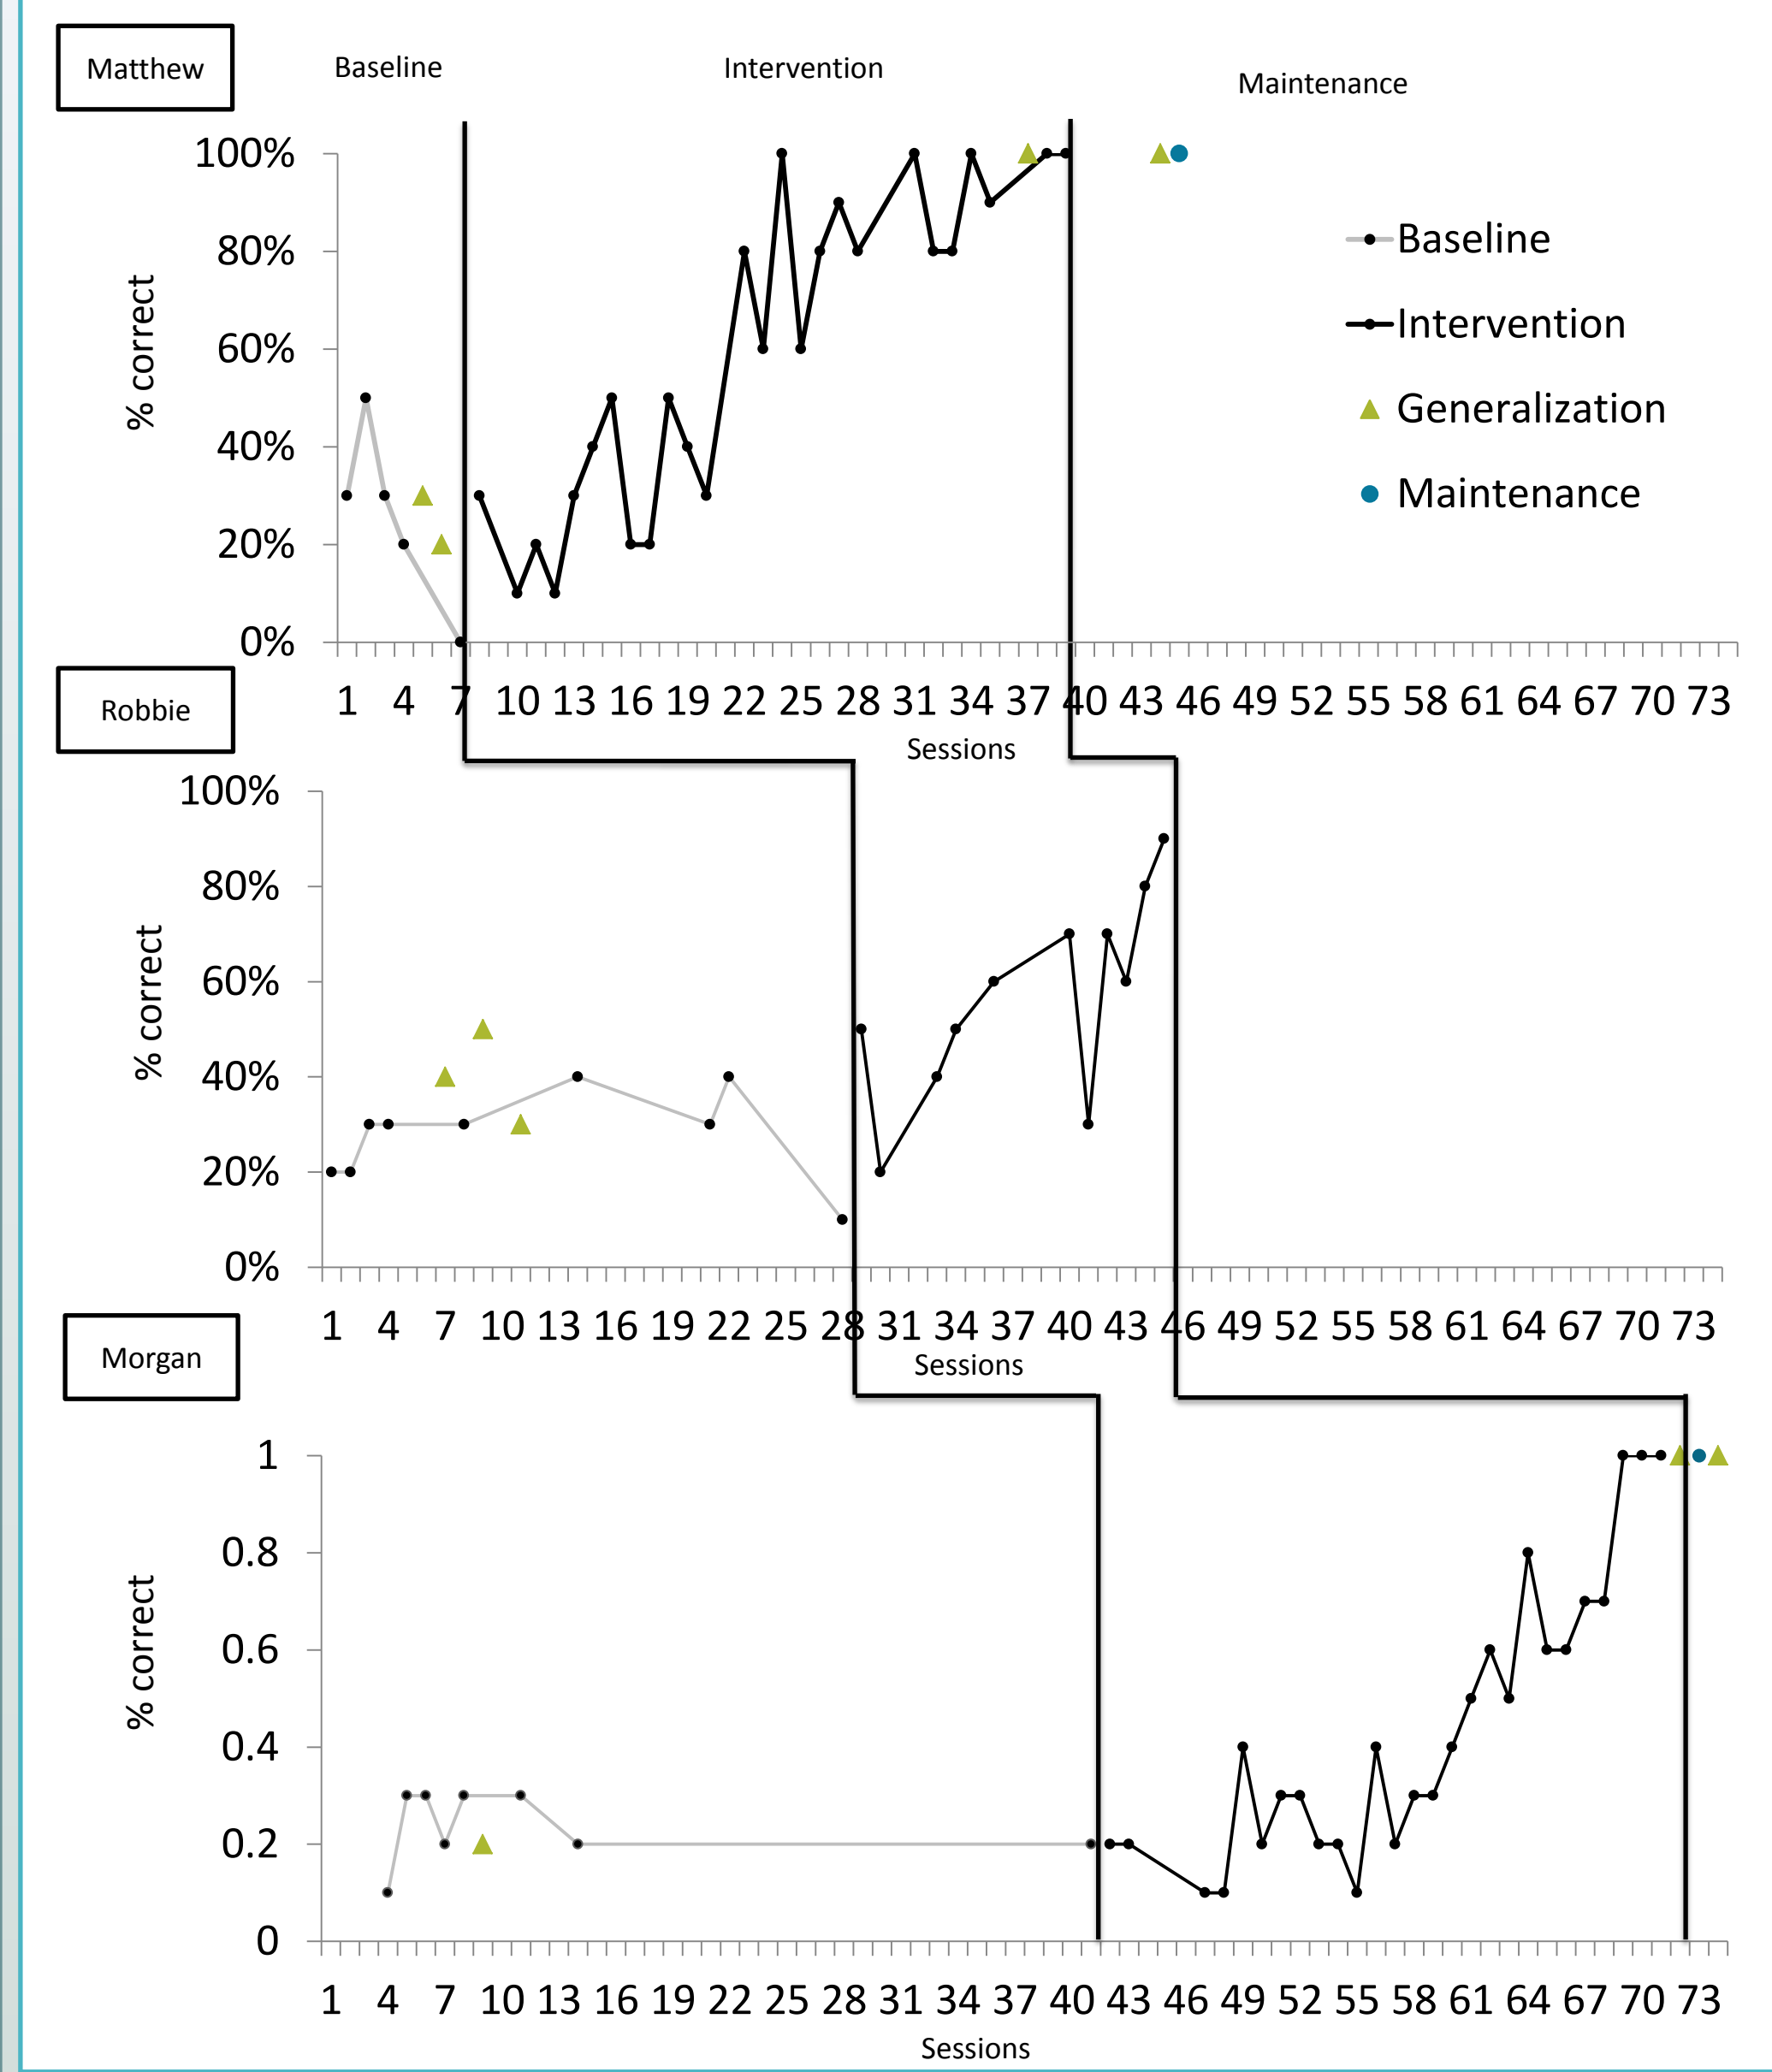 Matthew
Baseline
Intervention
Maintenance
100%
80%
60%
40%
20%
0%
% correct
Baseline
Intervention
Generalization
Maintenance
1 4 7 10 13 16 19 22 25 28 31 34 37 40 43 46 49 52 55 58 61 64 67 70 73
Sessions
Robbie
100%
80%
60%
40%
20%
0%
% correct
1 4 7 10 13 16 19 22 25 28 31 34 37 40 43 46 49 52 55 58 61 64 67 70 73
Sessions
Morgan
1
0.8
0.6
0.4
0.2
0
% correct
1 4 7 10 13 16 19 22 25 28 31 34 37 40 43 46 49 52 55 58 61 64 67 70 73
Sessions